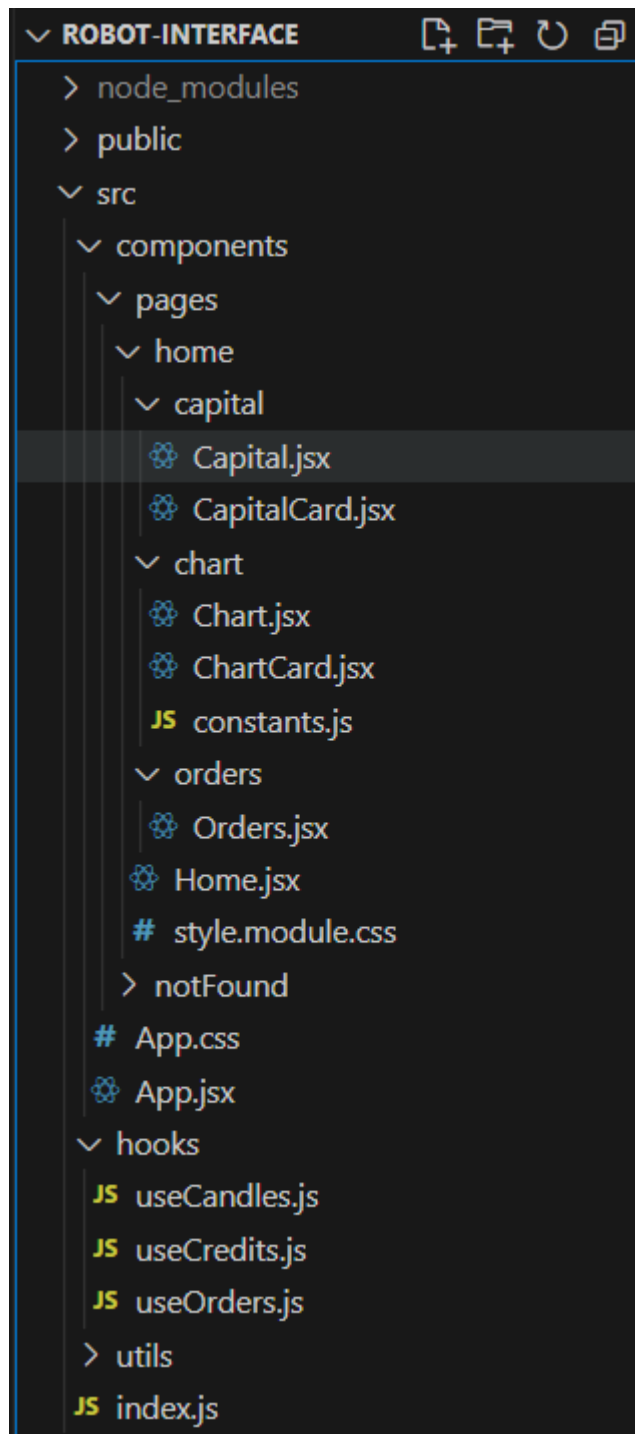 ROBOT-INTERFACE
node_modules
public
src
components
pages
home
capital
Capital.jsx
CapitalCard.jsx
chart
Chart.jsx
ChartCard.jsx
JS constants.js
orders
Orders.jsx
Home.jsx
# style.module.css
notFound
# App.css
App.jsx
hooks
JS useCandles.js
JS useCredits.js
JS useOrders.js
utils
JS index.js